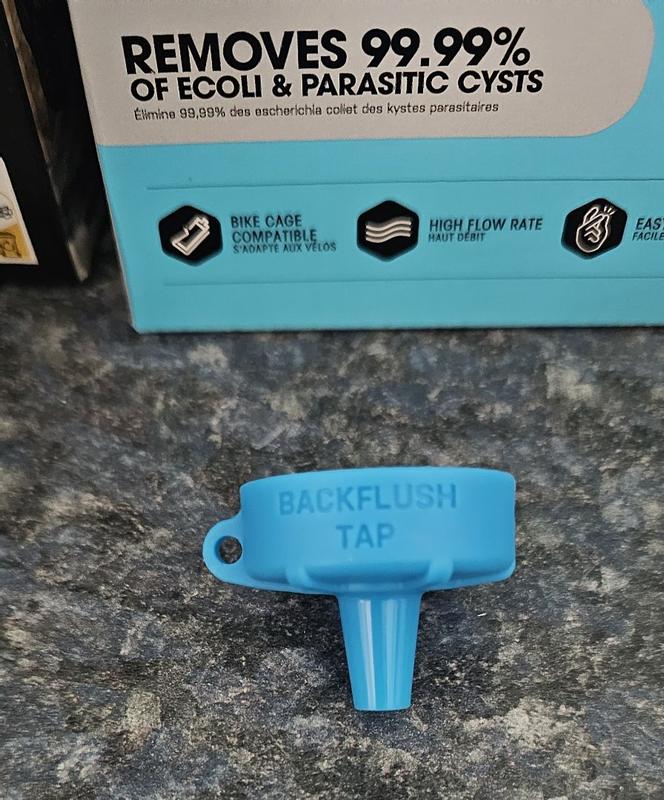 REMOVES 99.99%
OF ECOLI & PARASITIC CYSTS
Élimine 99,99% des escherichia coliet des kystes parasitaires
BIKE CAGE
COMPATIBLE
S'ADAPTE AUX VÉLOS
HIGH FLOW RATE
HAUT DÉBIT
FACILE
BACKFLUSH
TAP